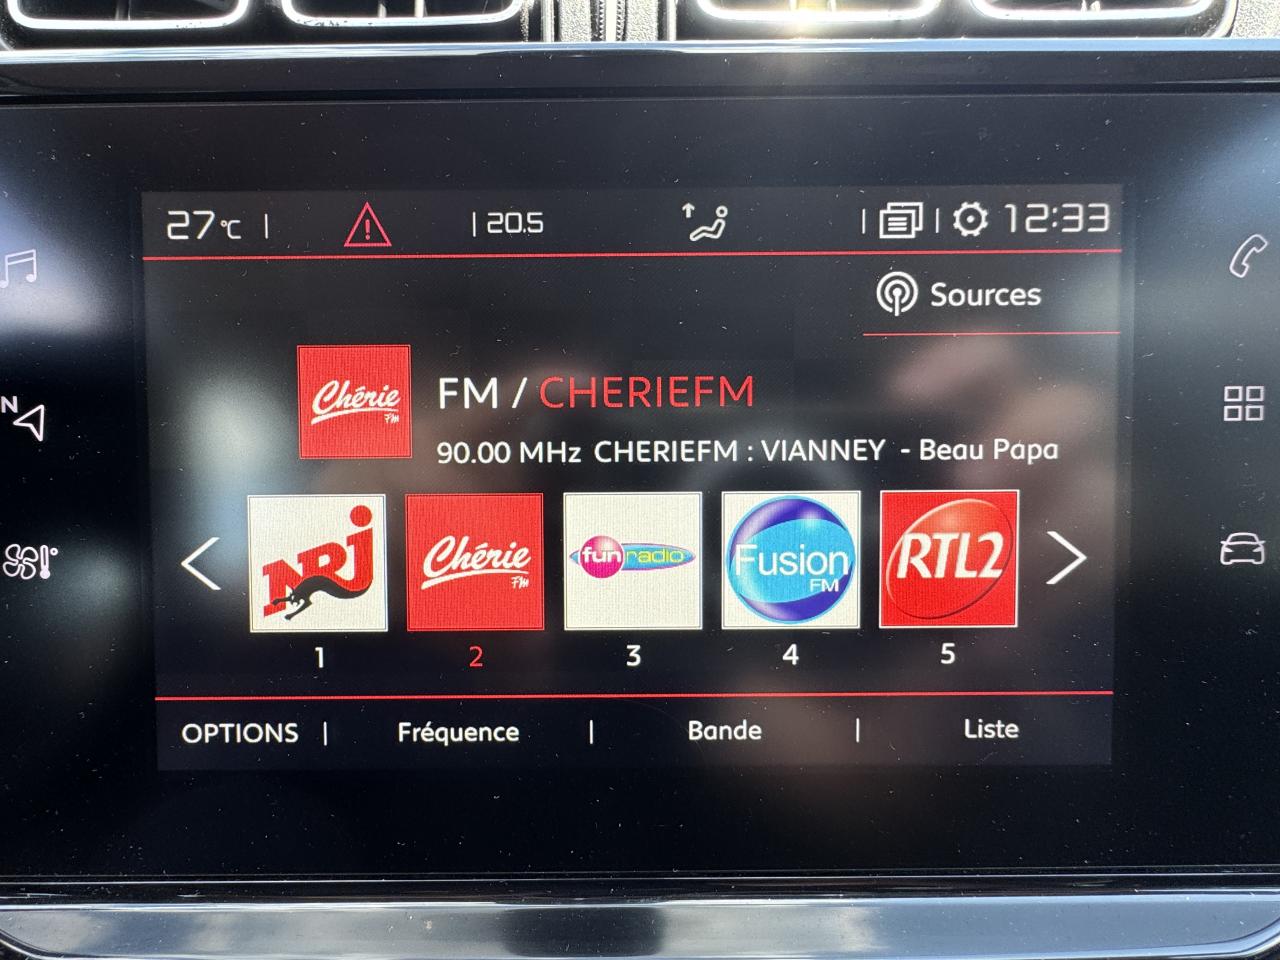 27°C | | 20.5 | | 12:33
Sources
N
Chérie
FM
FM / CHERIEFM
90.00 MHz CHERIEFM : VIANNEY - Beau Papa
NRJ
Chérie
FM
fun radio
Fusion
FM
RTL2
1 2 3 4 5
OPTIONS | Fréquence | Bande | Liste